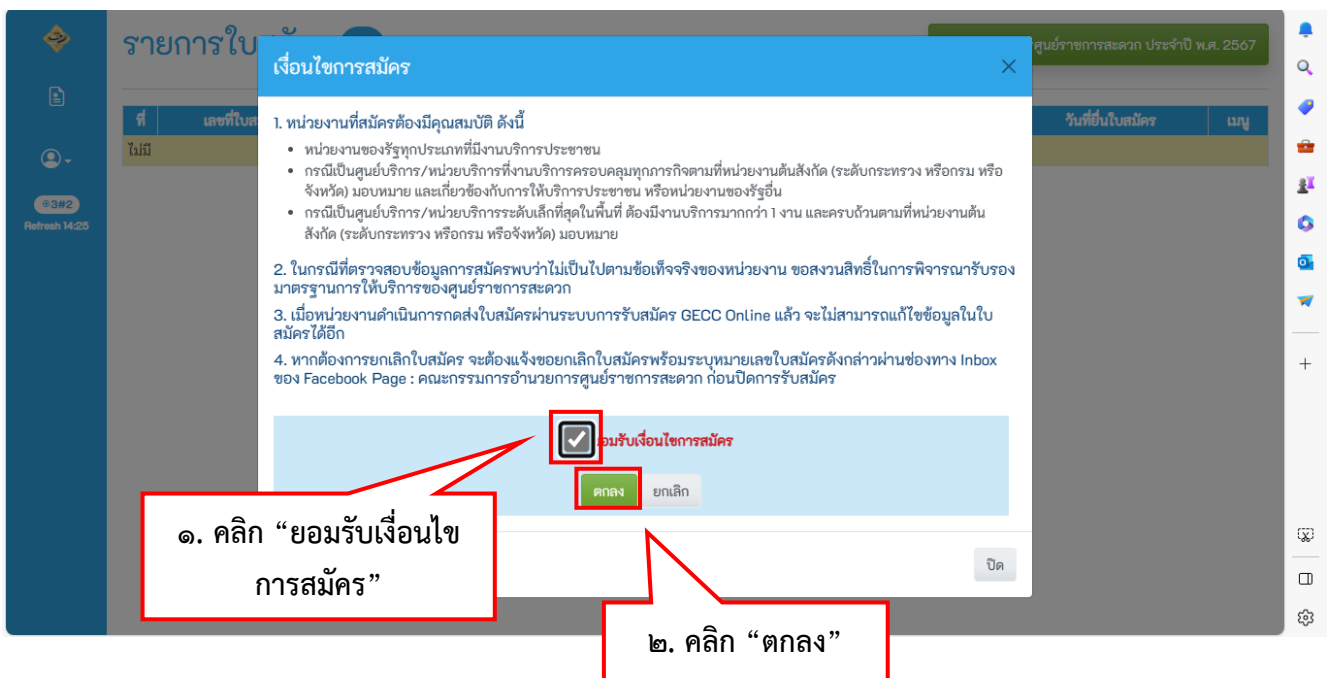 รายการใบ
ศูนย์ราชการสะดวก ประจำปี พ.ศ. 2567
เงื่อนไขการสมัคร
ที่
เลขที่ใบส
วันที่ยื่นใบสมัคร
เมนู
ไม่มี
3#2
Refresh 14:25
1. หน่วยงานที่สมัครต้องมีคุณสมบัติ ดังนี้
หน่วยงานของรัฐทุกประเภทที่มีงานบริการประชาชน
กรณีเป็นศูนย์บริการ/หน่วยบริการที่งานบริการครอบคลุมทุกภารกิจตามที่หน่วยงานต้นสังกัด (ระดับกระทรวง หรือกรม หรือ
จังหวัด) มอบหมาย และเกี่ยวข้องกับการให้บริการประชาชน หรือหน่วยงานของรัฐอื่น
กรณีเป็นศูนย์บริการ/หน่วยบริการระดับเล็กที่สุดในพื้นที่ ต้องมีงานบริการมากกว่า 1 งาน และครบถ้วนตามที่หน่วยงานต้น
สังกัด (ระดับกระทรวง หรือกรม หรือจังหวัด) มอบหมาย
2. ในกรณีที่ตรวจสอบข้อมูลการสมัครพบว่าไม่เป็นไปตามข้อเท็จจริงของหน่วยงาน ขอสงวนสิทธิ์ในการพิจารณารับรอง
มาตรฐานการให้บริการของศูนย์ราชการสะดวก
3. เมื่อหน่วยงานดำเนินการกดส่งใบสมัครผ่านระบบการรับสมัคร GECC Online แล้ว จะไม่สามารถแก้ไขข้อมูลในใบ
สมัครได้อีก
4. หากต้องการยกเลิกใบสมัคร จะต้องแจ้งขอยกเลิกใบสมัครพร้อมระบุหมายเลขใบสมัครดังกล่าวผ่านช่องทาง Inbox
ของ Facebook Page : คณะกรรมการอำนวยการศูนย์ราชการสะดวก ก่อนปิดการรับสมัคร
ยอมรับเงื่อนไขการสมัคร
ตกลง
ยกเลิก
ปิด
๑. คลิก “ยอมรับเงื่อนไข
การสมัคร”
๒. คลิก “ตกลง”